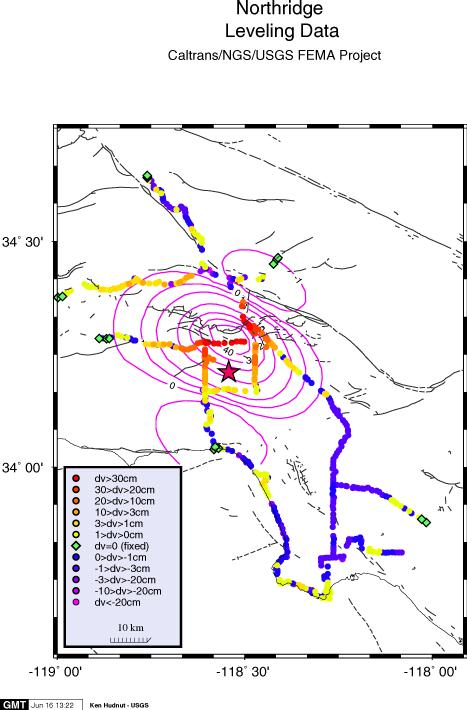 Northridge
Leveling Data
Caltrans/NGS/USGS FEMA Project
34˚ 30'
0
40
0
34˚ 00'
dv>30cm
30>dv>20cm
20>dv>10cm
10>dv>3cm
3>dv>1cm
1>dv>0cm
dv=0 (fixed)
0>dv>-1cm
-1>dv>-3cm
-3>dv>-20cm
-10>dv>-20cm
dv<-20cm
10 km
-119˚ 00'
-118˚ 30'
-118˚ 00'
GMT Jun 16 13:22 Ken Hudnut - USGS